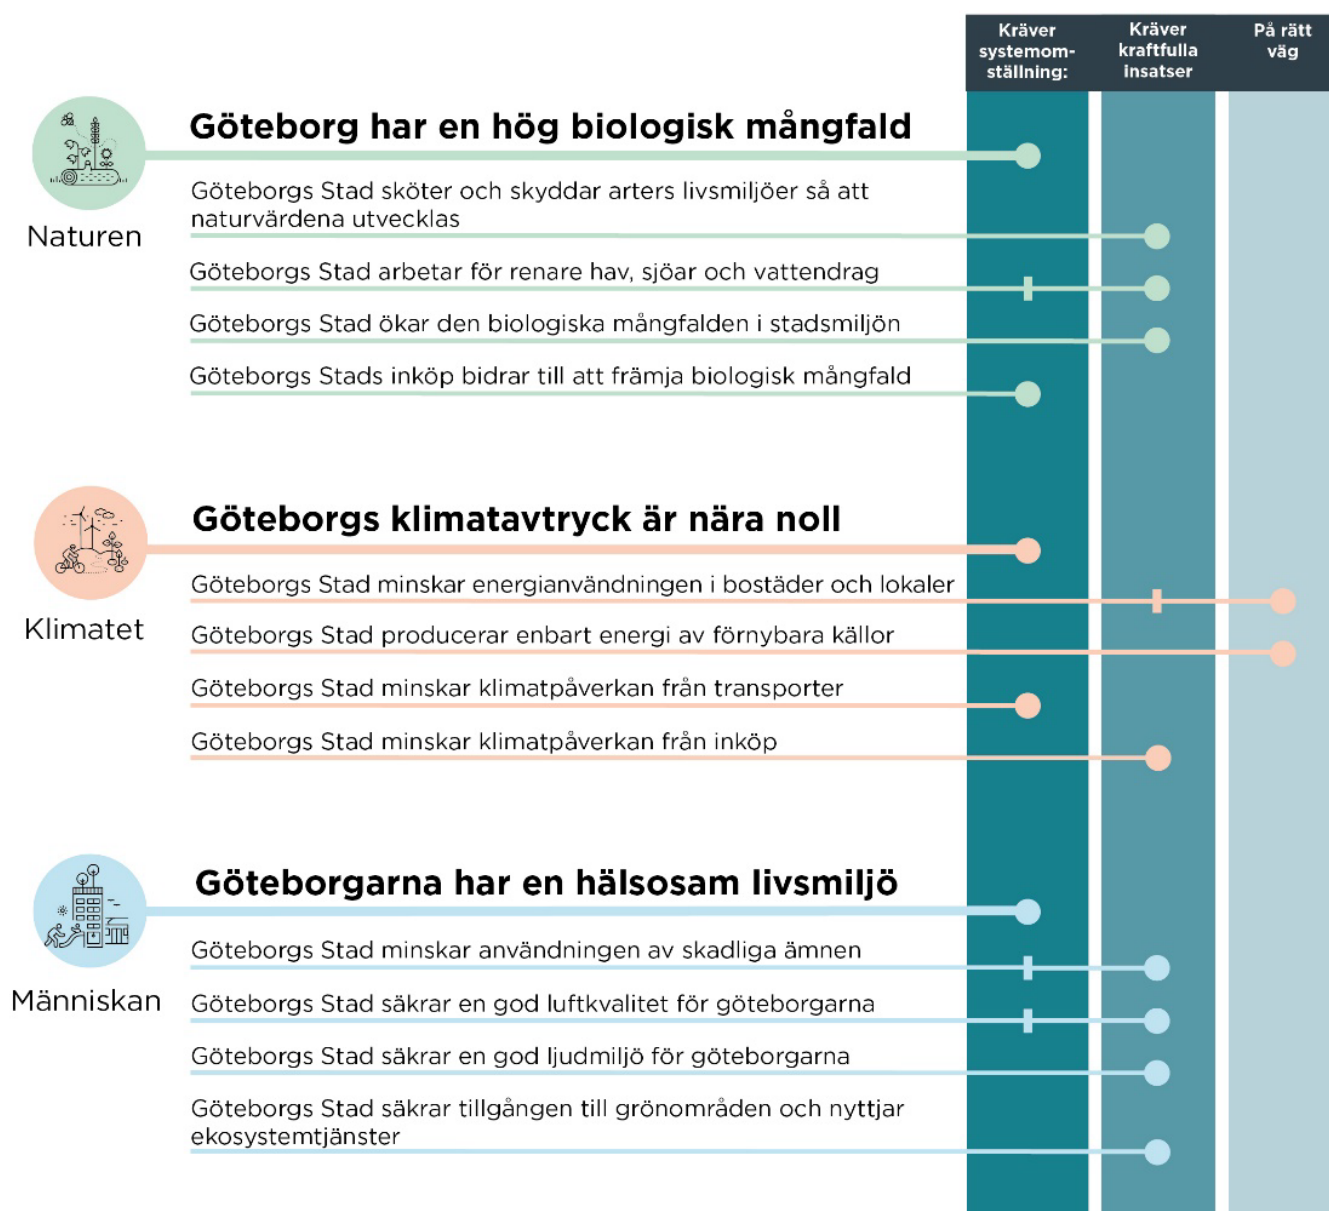 Kräver
systemom-
ställning:
Kräver
kraftfulla
insatser
På rätt
väg
Göteborg har en hög biologisk mångfald
Göteborgs Stad sköter och skyddar arters livsmiljöer så att
naturvärdena utvecklas
Naturen
Göteborgs Stad arbetar för renare hav, sjöar och vattendrag
Göteborgs Stad ökar den biologiska mångfalden i stadsmiljön
Göteborgs Stads inköp bidrar till att främja biologisk mångfald
Göteborgs klimatavtryck är nära noll
Göteborgs Stad minskar energianvändningen i bostäder och lokaler
Klimatet
Göteborgs Stad producerar enbart energi av förnybara källor
Göteborgs Stad minskar klimatpåverkan från transporter
Göteborgs Stad minskar klimatpåverkan från inköp
Göteborgarna har en hälsosam livsmiljö
Göteborgs Stad minskar användningen av skadliga ämnen
Människan
Göteborgs Stad säkrar en god luftkvalitet för göteborgarna
Göteborgs Stad säkrar en god ljudmiljö för göteborgarna
Göteborgs Stad säkrar tillgången till grönområden och nyttjar
ekosystemtjänster